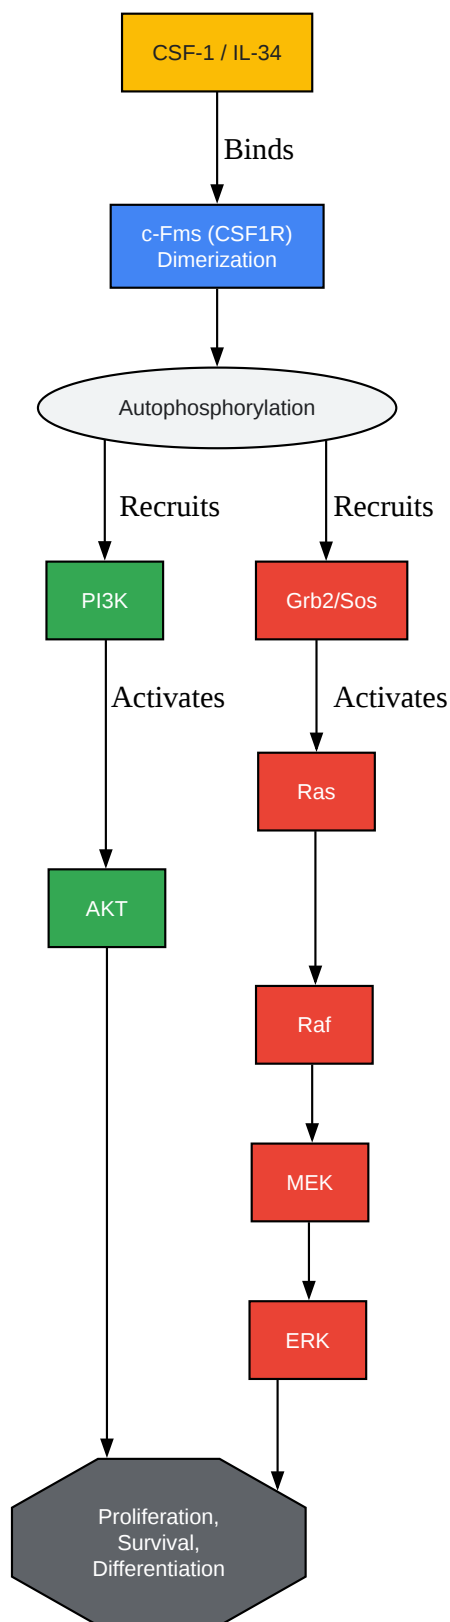 CSF-1 / IL-34
Binds
c-Fms (CSF1R)
Dimerization
Autophosphorylation
Recruits
Recruits
PI3K
Grb2/Sos
Activates
Activates
Ras
AKT
Raf
MEK
ERK
Proliferation,
Survival,
Differentiation